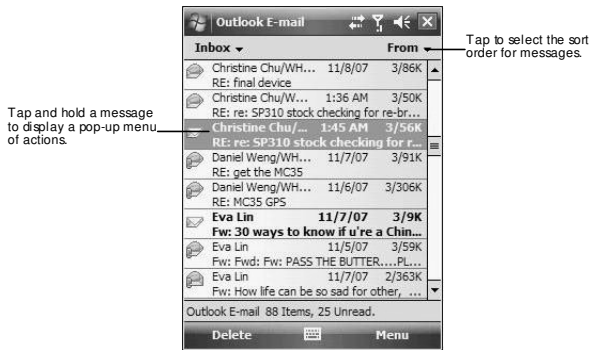 Outlook E-mail
Inbox From
Tap to select the sort
order for messages.
Christine Chu/WH... 11/8/07 3/86K
RE: final device
Christine Chu/W... 1:36 AM 3/50K
RE: re: SP310 stock checking for re-br...
Tap and hold a message
to display a pop-up menu
of actions.
Christine Chu/... 1:45 AM 3/56K
RE: re: SP310 stock checking for r...
Daniel Weng/WH... 11/7/07 3/91K
RE: get the MC35
Daniel Weng/WH... 11/6/07 3/306K
RE: MC35 GPS
Eva Lin 11/7/07 3/9K
Fw: 30 ways to know if u're a Chin...
Eva Lin 11/5/07 3/59K
Fw: Fwd: Fw: PASS THE BUTTER....PL...
Eva Lin 11/7/07 2/363K
Fw: How life can be so sad for other, ...
Outlook E-mail 88 Items, 25 Unread.
Delete Menu